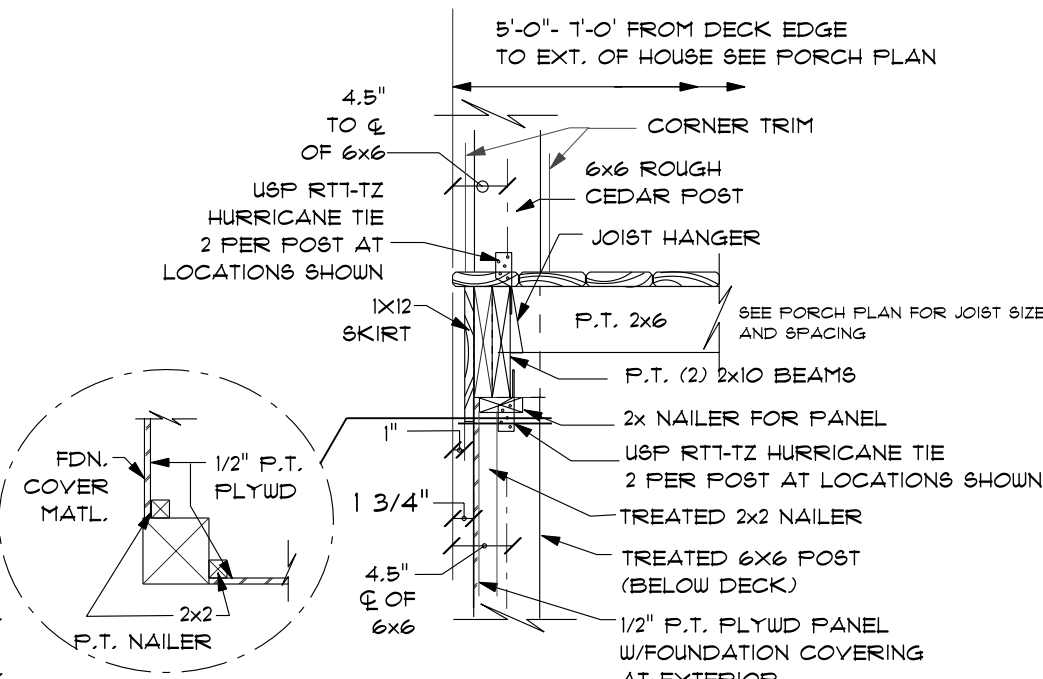 5'-0"- 7'-0' FROM DECK EDGE
TO EXT. OF HOUSE SEE PORCH PLAN
4.5"
TO ℄
OF 6x6
CORNER TRIM
6x6 ROUGH
CEDAR POST
USP RT7-TZ
HURRICANE TIE
2 PER POST AT
LOCATIONS SHOWN
JOIST HANGER
1X12
SKIRT
P.T. 2x6
SEE PORCH PLAN FOR JOIST SIZE
AND SPACING
P.T. (2) 2x10 BEAMS
2x NAILER FOR PANEL
1"
USP RT7-TZ HURRICANE TIE
2 PER POST AT LOCATIONS SHOWN
FDN.
COVER
MATL.
1/2" P.T.
PLYWD
1 3/4"
TREATED 2x2 NAILER
TREATED 6X6 POST
(BELOW DECK)
4.5"
℄ OF
6x6
2x2
P.T. NAILER
1/2" P.T. PLYWD PANEL
W/FOUNDATION COVERING
AT EXTERIOR